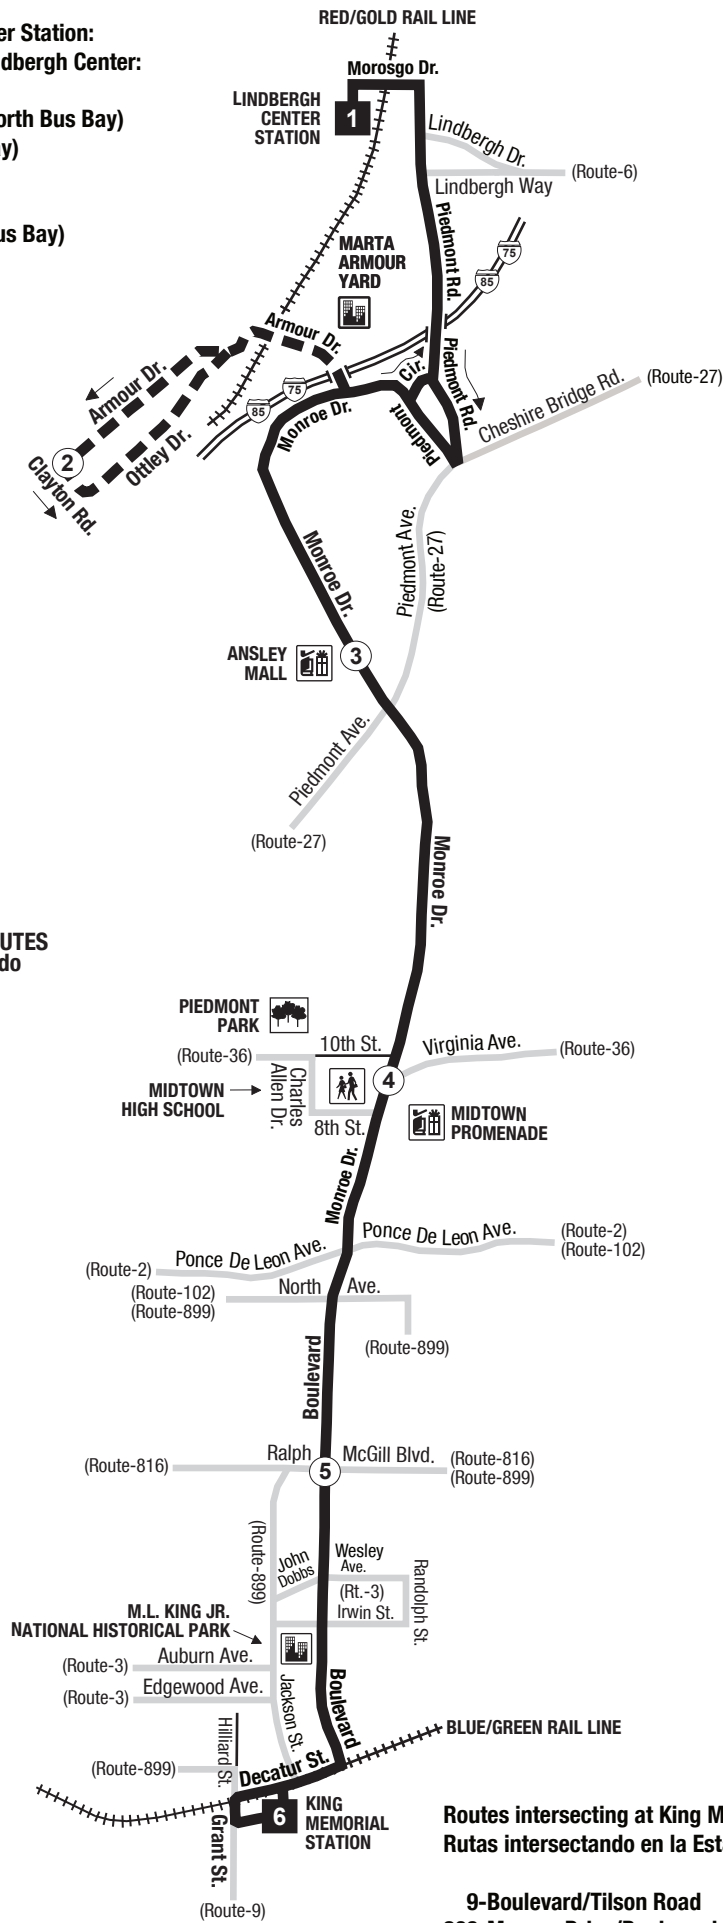 RED/GOLD RAIL LINE
er Station:
dbergh Center:
Morosgo Dr.
LINDBERGH
CENTER
STATION
1
orth Bus Bay)
y)
Lindbergh Dr.
(Route-6)
Lindbergh Way
us Bay)
Piedmont Rd.
75
85
MARTA
ARMOUR
YARD
Armour Dr.
Piedmont Rd.
Cir.
Piedmont
Cheshire Bridge Rd.
(Route-27)
75
85
Armour Dr.
Monroe Dr.
Ottley Dr.
2
Clayton Rd.
Piedmont Ave.
(Route-27)
Monroe Dr.
ANSLEY
MALL
3
Piedmont Ave.
(Route-27)
Monroe Dr.
UTES
do
PIEDMONT
PARK
10th St.
Virginia Ave.
(Route-36)
(Route-36)
Charles
Allen Dr.
4
MIDTOWN
HIGH SCHOOL
8th St.
MIDTOWN
PROMENADE
Monroe Dr.
Ponce De Leon Ave.
(Route-2)
(Route-102)
Ponce De Leon Ave.
(Route-2)
(Route-102)
(Route-899)
North Ave.
(Route-899)
Boulevard
(Route-816)
Ralph McGill Blvd.
(Route-816)
(Route-899)
5
(Route-899)
John
Dobbs
Wesley
Ave.
(Rt.-3)
Irwin St.
Randolph St.
M.L. KING JR.
NATIONAL HISTORICAL PARK
Auburn Ave.
(Route-3)
Edgewood Ave.
(Route-3)
Jackson St.
Boulevard
Hilliard St.
BLUE/GREEN RAIL LINE
(Route-899)
Decatur St.
6
KING
MEMORIAL
STATION
Grant St.
(Route-9)
Routes intersecting at King M
Rutas intersectando en la Est
9-Boulevard/Tilson Road